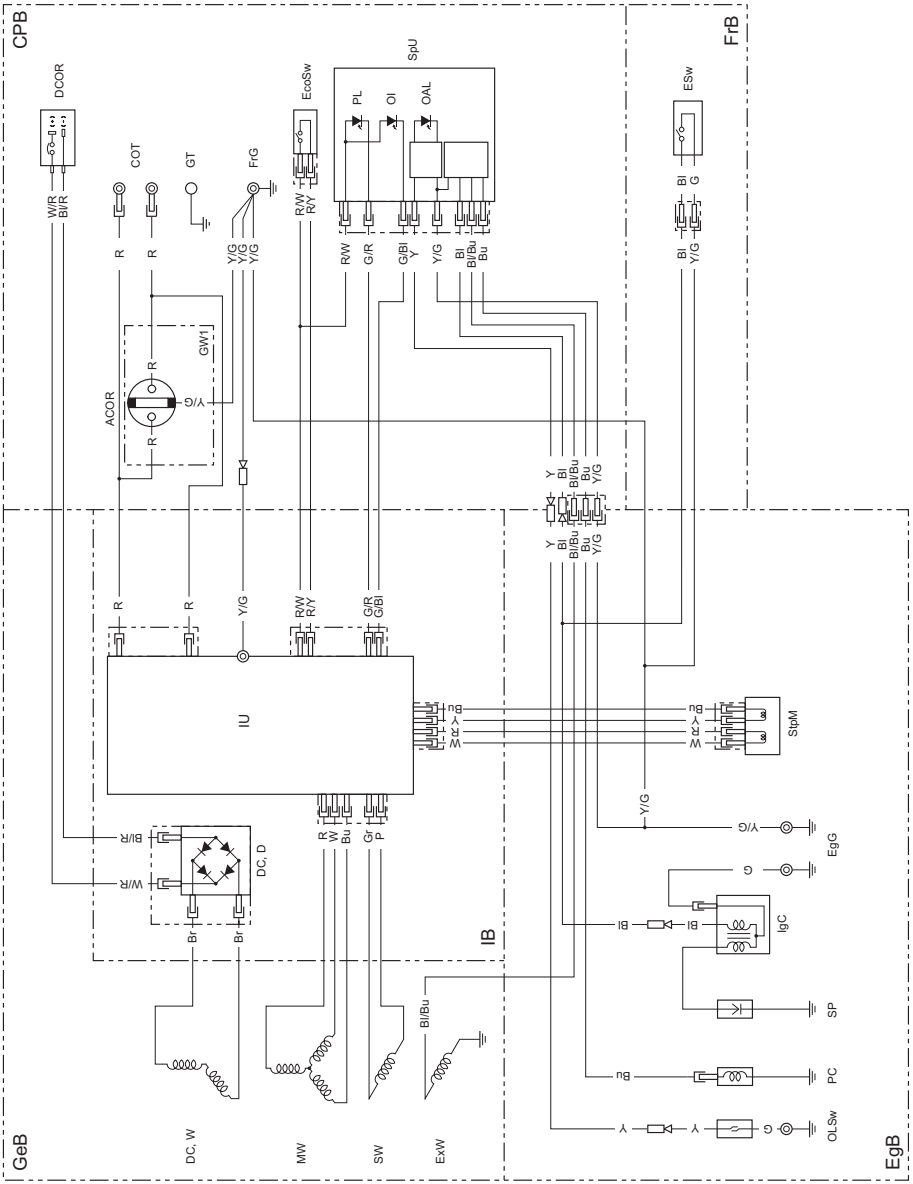 CPB
FrB
DCOR
(+) (-)
W/R
Bl/R
COT
GT
FrG
EcoSw
SpU
PL
OI
OAL
ESw
R
R
Y/G
Y/G
Y/G
R/W
R/Y
R/W
G/R
G/Bl
Y
Y/G
Bl
Bl/Bu
Bu
Bl
G
Bl
Y/G
ACOR
GW1
R
R
Y/G
Y
Bl
Bl/Bu
Bu
Y/G
Y
Bl
Bl/Bu
Bu
Y/G
R
R
Y/G
R/W
R/Y
G/R
G/Bl
IU
Bu
Y
R
W
Bu
Y
R
W
StpM
Bl/R
W/R
DC, D
R
W
Bu
Gr
P
Br
Br
IB
Y/G
Y/G
EgG
G
Bl
Bl
IgC
SP
Bl/Bu
Bu
PC
Y
Y
G
OLSw
GeB
DC, W
MW
SW
ExW
EgB